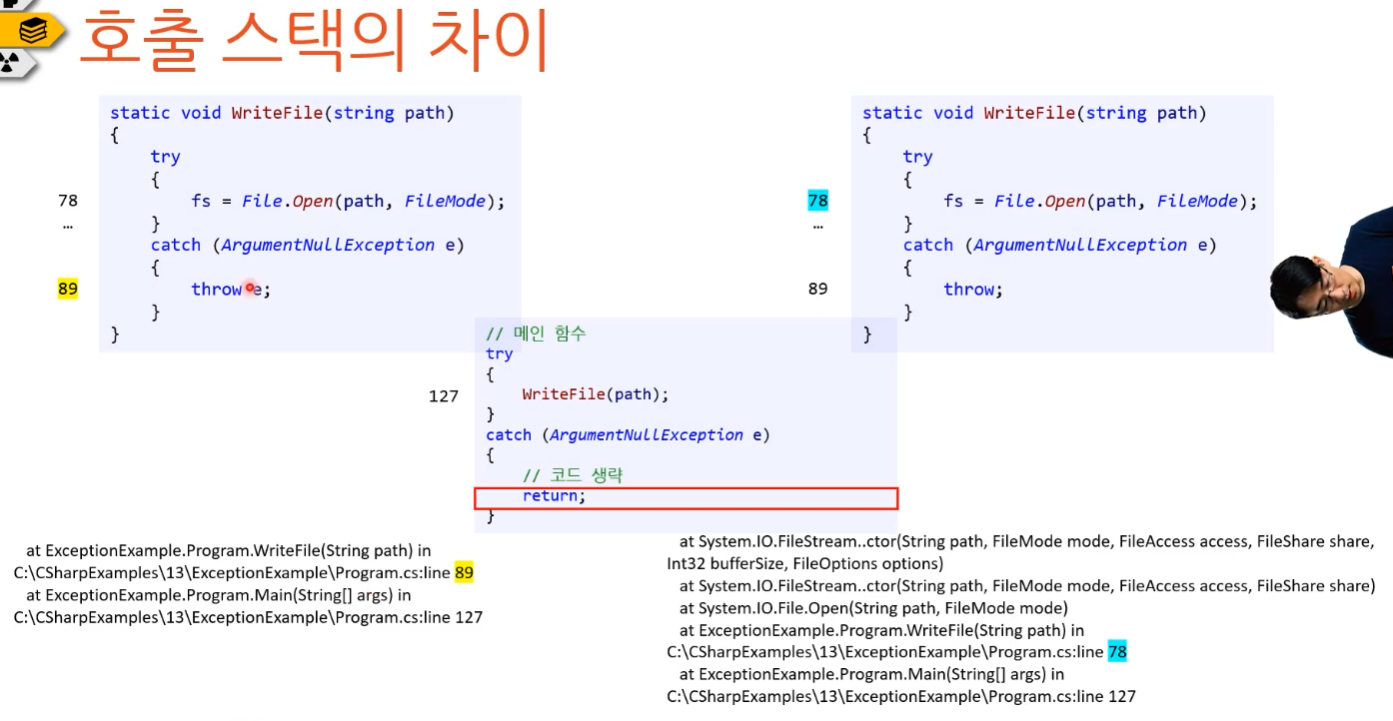 호출 스택의 차이
static void WriteFile(string path)
{
try
{
78 fs = File.Open(path, FileMode);
… }
catch (ArgumentNullException e)
{
89 throw e;
}
}
static void WriteFile(string path)
{
try
{
78 fs = File.Open(path, FileMode);
… }
catch (ArgumentNullException e)
{
89 throw;
}
}
// 메인 함수
try
{
127 WriteFile(path);
}
catch (ArgumentNullException e)
{
// 코드 생략
return;
}
at ExceptionExample.Program.WriteFile(String path) in
C:\CSharpExamples\13\ExceptionExample\Program.cs:line 89
at ExceptionExample.Program.Main(String[] args) in
C:\CSharpExamples\13\ExceptionExample\Program.cs:line 127
at System.IO.FileStream..ctor(String path, FileMode mode, FileAccess access, FileShare share,
Int32 bufferSize, FileOptions options)
at System.IO.FileStream..ctor(String path, FileMode mode, FileAccess access, FileShare share)
at System.IO.File.Open(String path, FileMode mode)
at ExceptionExample.Program.WriteFile(String path) in
C:\CSharpExamples\13\ExceptionExample\Program.cs:line 78
at ExceptionExample.Program.Main(String[] args) in
C:\CSharpExamples\13\ExceptionExample\Program.cs:line 127